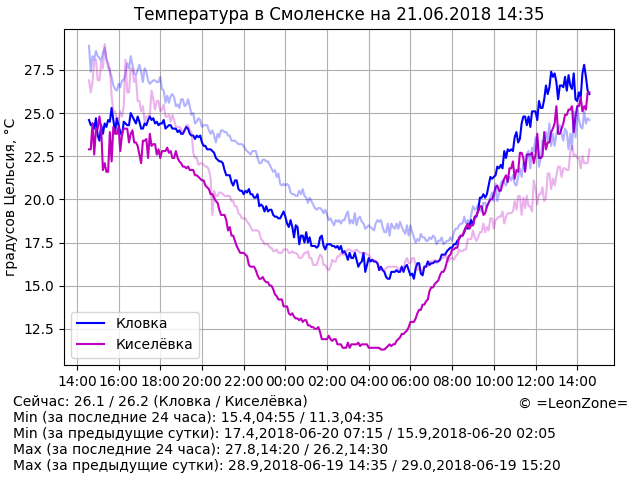 Температура в Смоленске на 21.06.2018 14:35
27.5
25.0
22.5
20.0
17.5
15.0
12.5
градусов Цельсия, °C
Кловка
Киселёвка
14:00 16:00 18:00 20:00 22:00 00:00 02:00 04:00 06:00 08:00 10:00 12:00 14:00
Сейчас: 26.1 / 26.2 (Кловка / Киселёвка)
© =LeonZone=
Min (за последние 24 часа): 15.4,04:55 / 11.3,04:35
Min (за предыдущие сутки): 17.4,2018-06-20 07:15 / 15.9,2018-06-20 02:05
Max (за последние 24 часа): 27.8,14:20 / 26.2,14:30
Max (за предыдущие сутки): 28.9,2018-06-19 14:35 / 29.0,2018-06-19 15:20